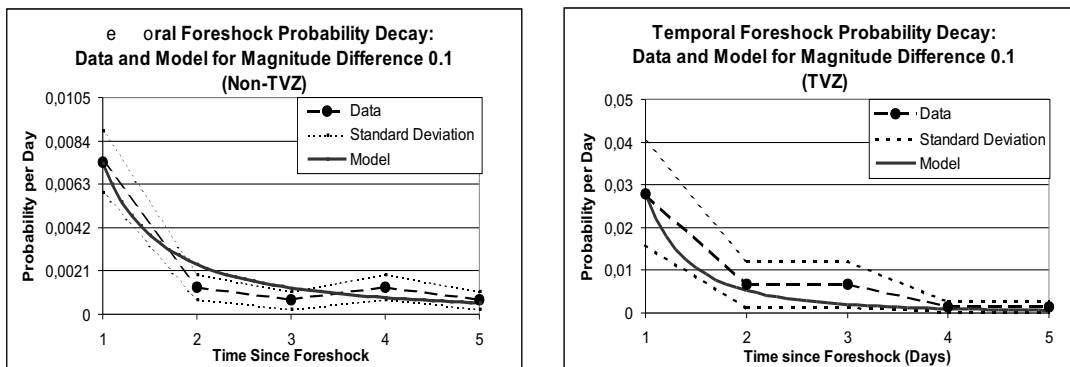 e oral Foreshock Probability Decay:
Data and Model for Magnitude Difference 0.1
(Non-TVZ)
0,0105
0,0084
0,0063
0,0042
0,0021
0
Probability per Day
Data
Standard Deviation
Model
1 2 3 4 5
Time Since Foreshock
Temporal Foreshock Probability Decay:
Data and Model for Magnitude Difference 0.1
(TVZ)
0,05
0,04
0,03
0,02
0,01
0
Probability per Day
Data
Standard Deviation
Model
1 2 3 4 5
Time since Foreshock (Days)